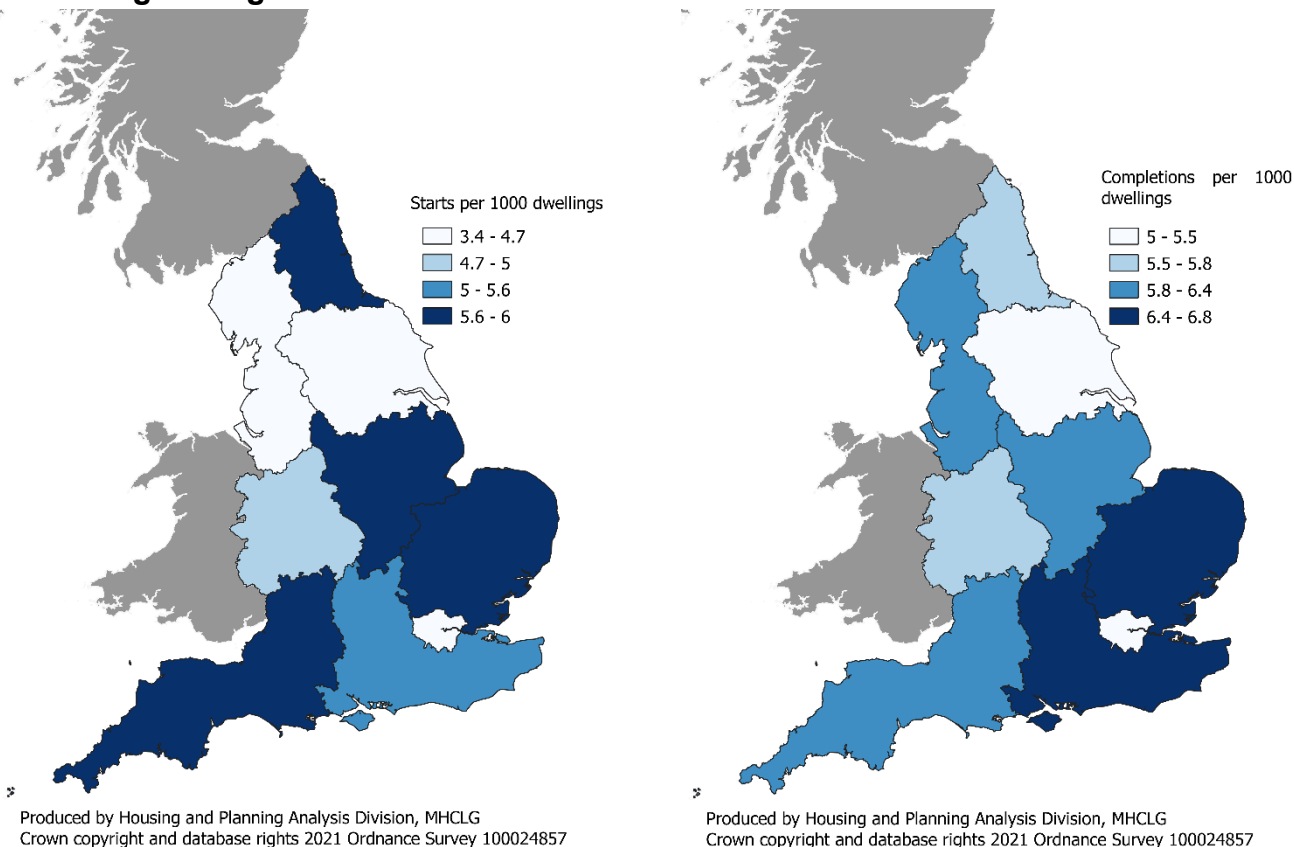 Starts per 1000 dwellings
3.4 - 4.7
4.7 - 5
5 - 5.6
5.6 - 6
Produced by Housing and Planning Analysis Division, MHCLG
Crown copyright and database rights 2021 Ordnance Survey 100024857
Completions per 1000
dwellings
5 - 5.5
5.5 - 5.8
5.8 - 6.4
6.4 - 6.8
Produced by Housing and Planning Analysis Division, MHCLG
Crown copyright and database rights 2021 Ordnance Survey 100024857